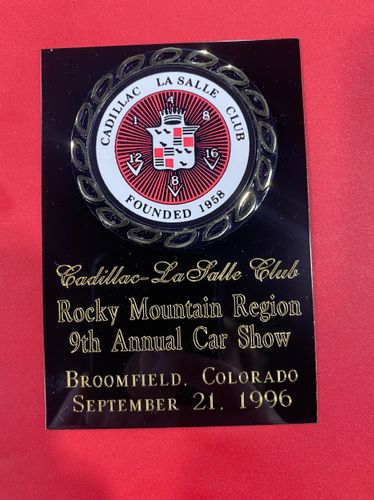 CADILLAC LA SALLE CLUB
4
1 8
12 16
8
FOUNDED 1958
Cadillac-LaSalle Club
Rocky Mountain Region
9th Annual Car Show
BROOMFIELD, COLORADO
SEPTEMBER 21, 1996